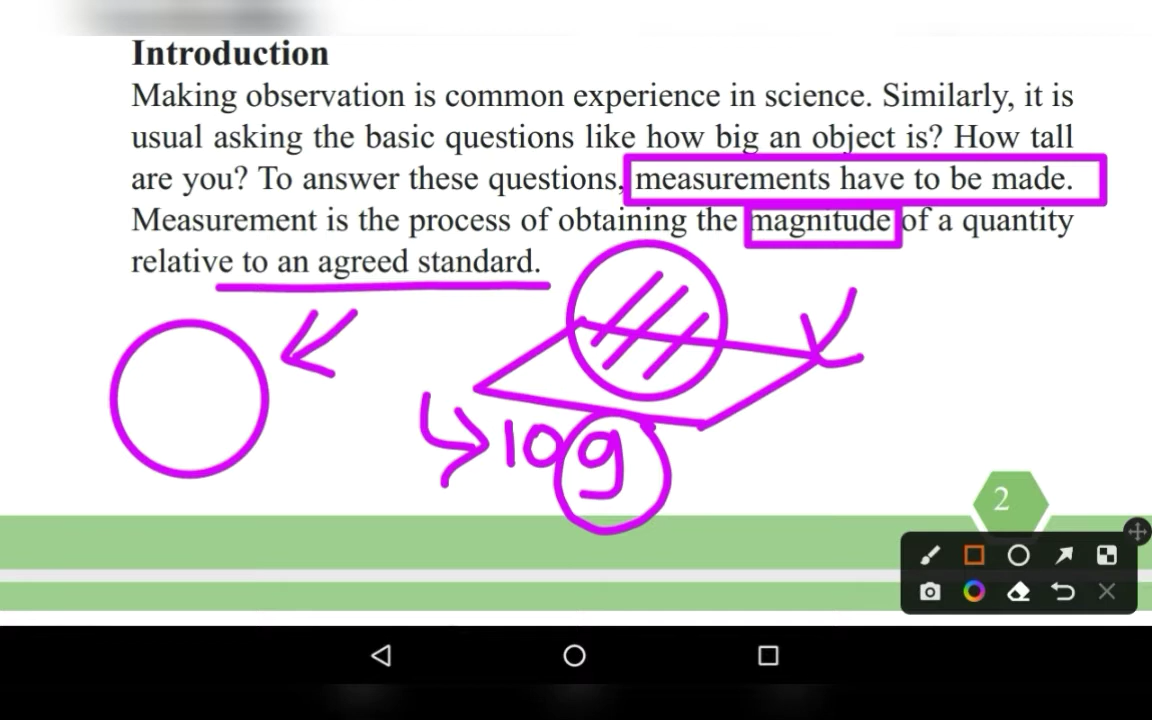 Introduction
Making observation is common experience in science. Similarly, it is
usual asking the basic questions like how big an object is? How tall
are you? To answer these questions, measurements have to be made.
Measurement is the process of obtaining the magnitude of a quantity
relative to an agreed standard.
10g
2